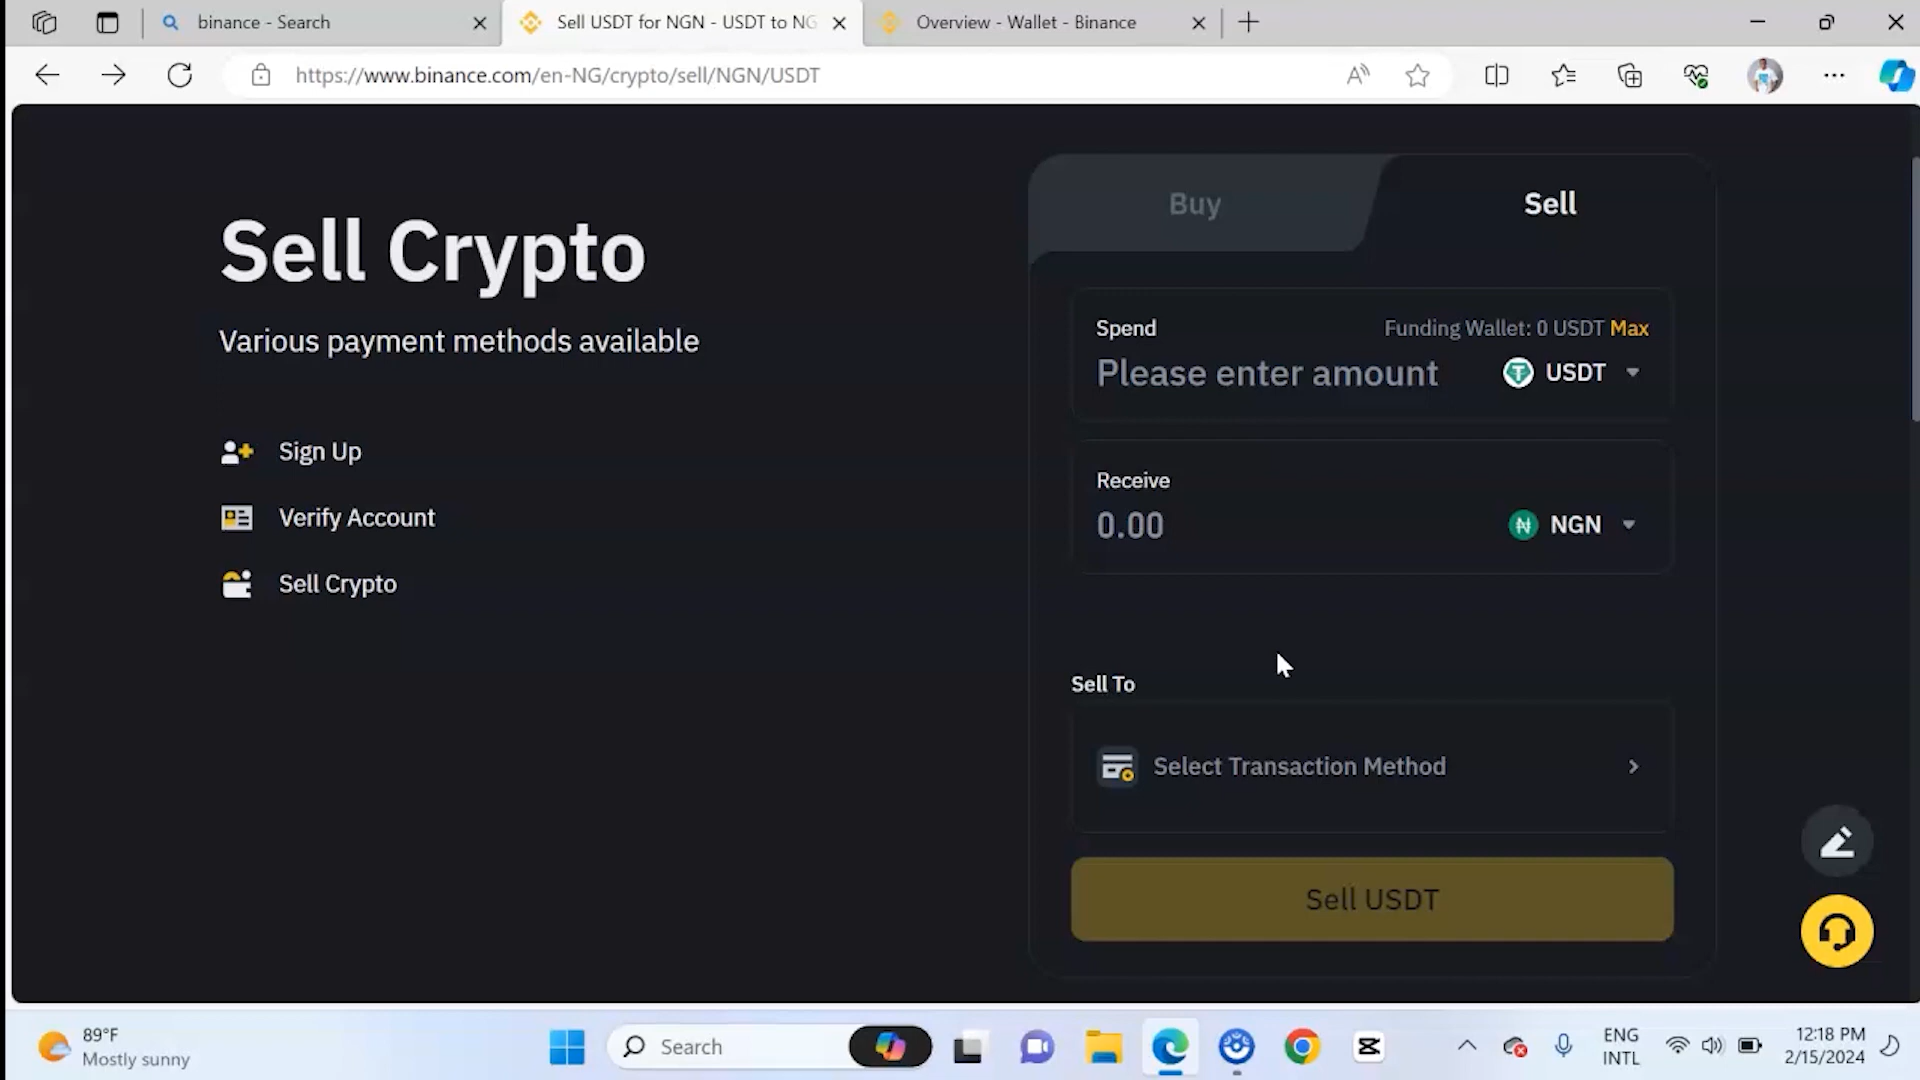 binance - Search
Sell USDT for NGN - USDT to NG
Overview - Wallet - Binance
https://www.binance.com/en-NG/crypto/sell/NGN/USDT
Sell Crypto
Various payment methods available
Sign Up
Verify Account
Sell Crypto
Buy
Sell
Spend
Funding Wallet: 0 USDT Max
Please enter amount
USDT
Receive
0.00
NGN
Sell To
Select Transaction Method
Sell USDT
89°F
Mostly sunny
Search
ENG
INTL
12:18 PM
2/15/2024